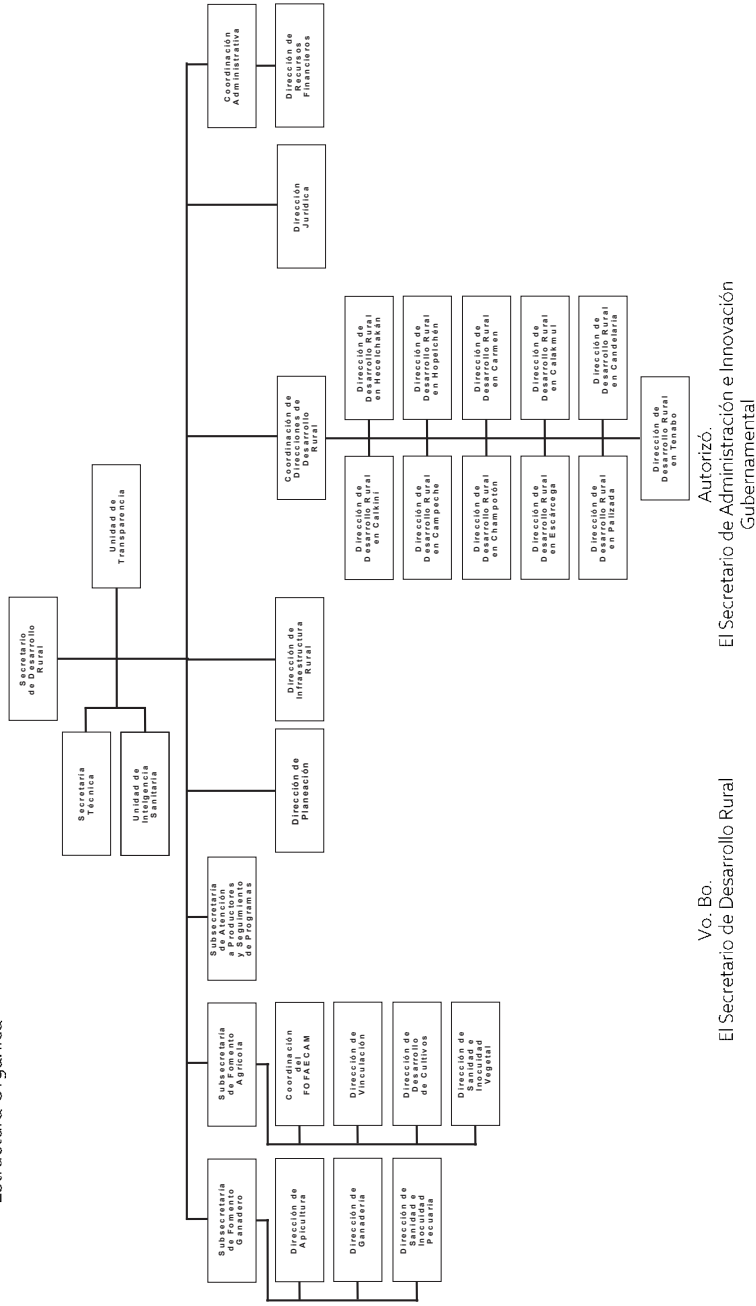 Estructura Orgánica
Secretario
de Desarrollo
Rural
Secretaría
Técnica
Unidad de
Intelgencia
Sanitaria
Unidad de
Transparencia
Subsecretaría
de Fomento
Ganadero
Dirección de
Apicultura
Dirección de
Ganadería
Dirección de
Sanidad e
Inocuidad
Pecuaria
Subsecretaría
de Fomento
Agrícola
Coordinación
del
FOFAECAM
Dirección de
Vinculación
Dirección de
Desarrollo
de Cultivos
Dirección de
Sanidad e
Inocuidad
Vegetal
Subsecretaría
de Atención
a Productores
y Seguimiento
de Programas
Dirección de
Planeación
Dirección de
Infraestructura
Rural
Coordinación de
Direcciones de
Desarrollo
Rural
Dirección de
Desarrollo Rural
en Calkiní
Dirección de
Desarrollo Rural
en Hecelchakán
Dirección de
Desarrollo Rural
en Campeche
Dirección de
Desarrollo Rural
en Hopelchén
Dirección de
Desarrollo Rural
en Champotón
Dirección de
Desarrollo Rural
en Carmen
Dirección de
Desarrollo Rural
en Escárcega
Dirección de
Desarrollo Rural
en Calakmul
Dirección de
Desarrollo Rural
en Palizada
Dirección de
Desarrollo Rural
en Candelaria
Dirección de
Desarrollo Rural
en Tenabo
Dirección
Jurídica
Coordinación
Administrativa
Dirección de
Recursos
Financieros
Vo. Bo.
El Secretario de Desarrollo Rural
Autorizó.
El Secretario de Administración e Innovación
Gubernamental